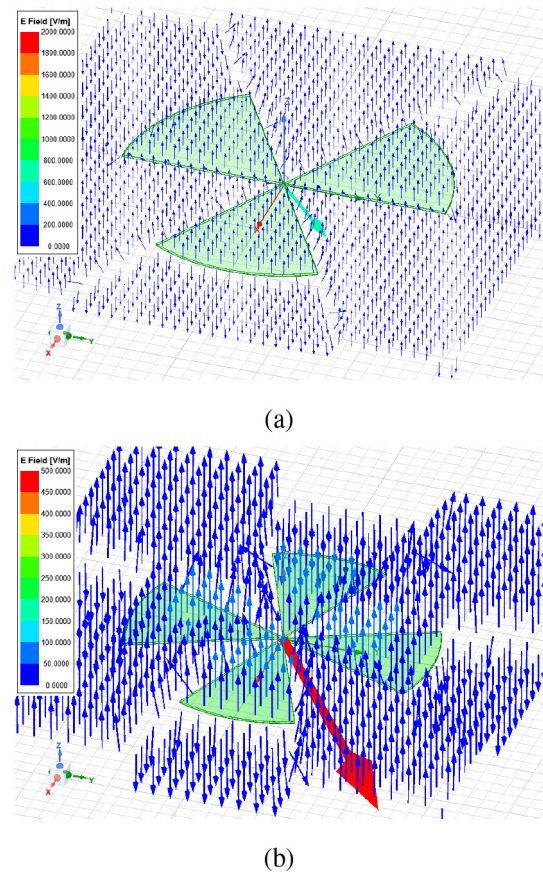 E Field [V/m]
2000.0000
1800.0000
1600.0000
1400.0000
1200.0000
1000.0000
800.0000
600.0000
400.0000
200.0000
0.0000
Z
X
Z
Y
X
(a)
E Field [V/m]
500.0000
450.0000
400.0000
350.0000
300.0000
250.0000
200.0000
150.0000
100.0000
50.0000
0.0000
Z
Y
X
(b)